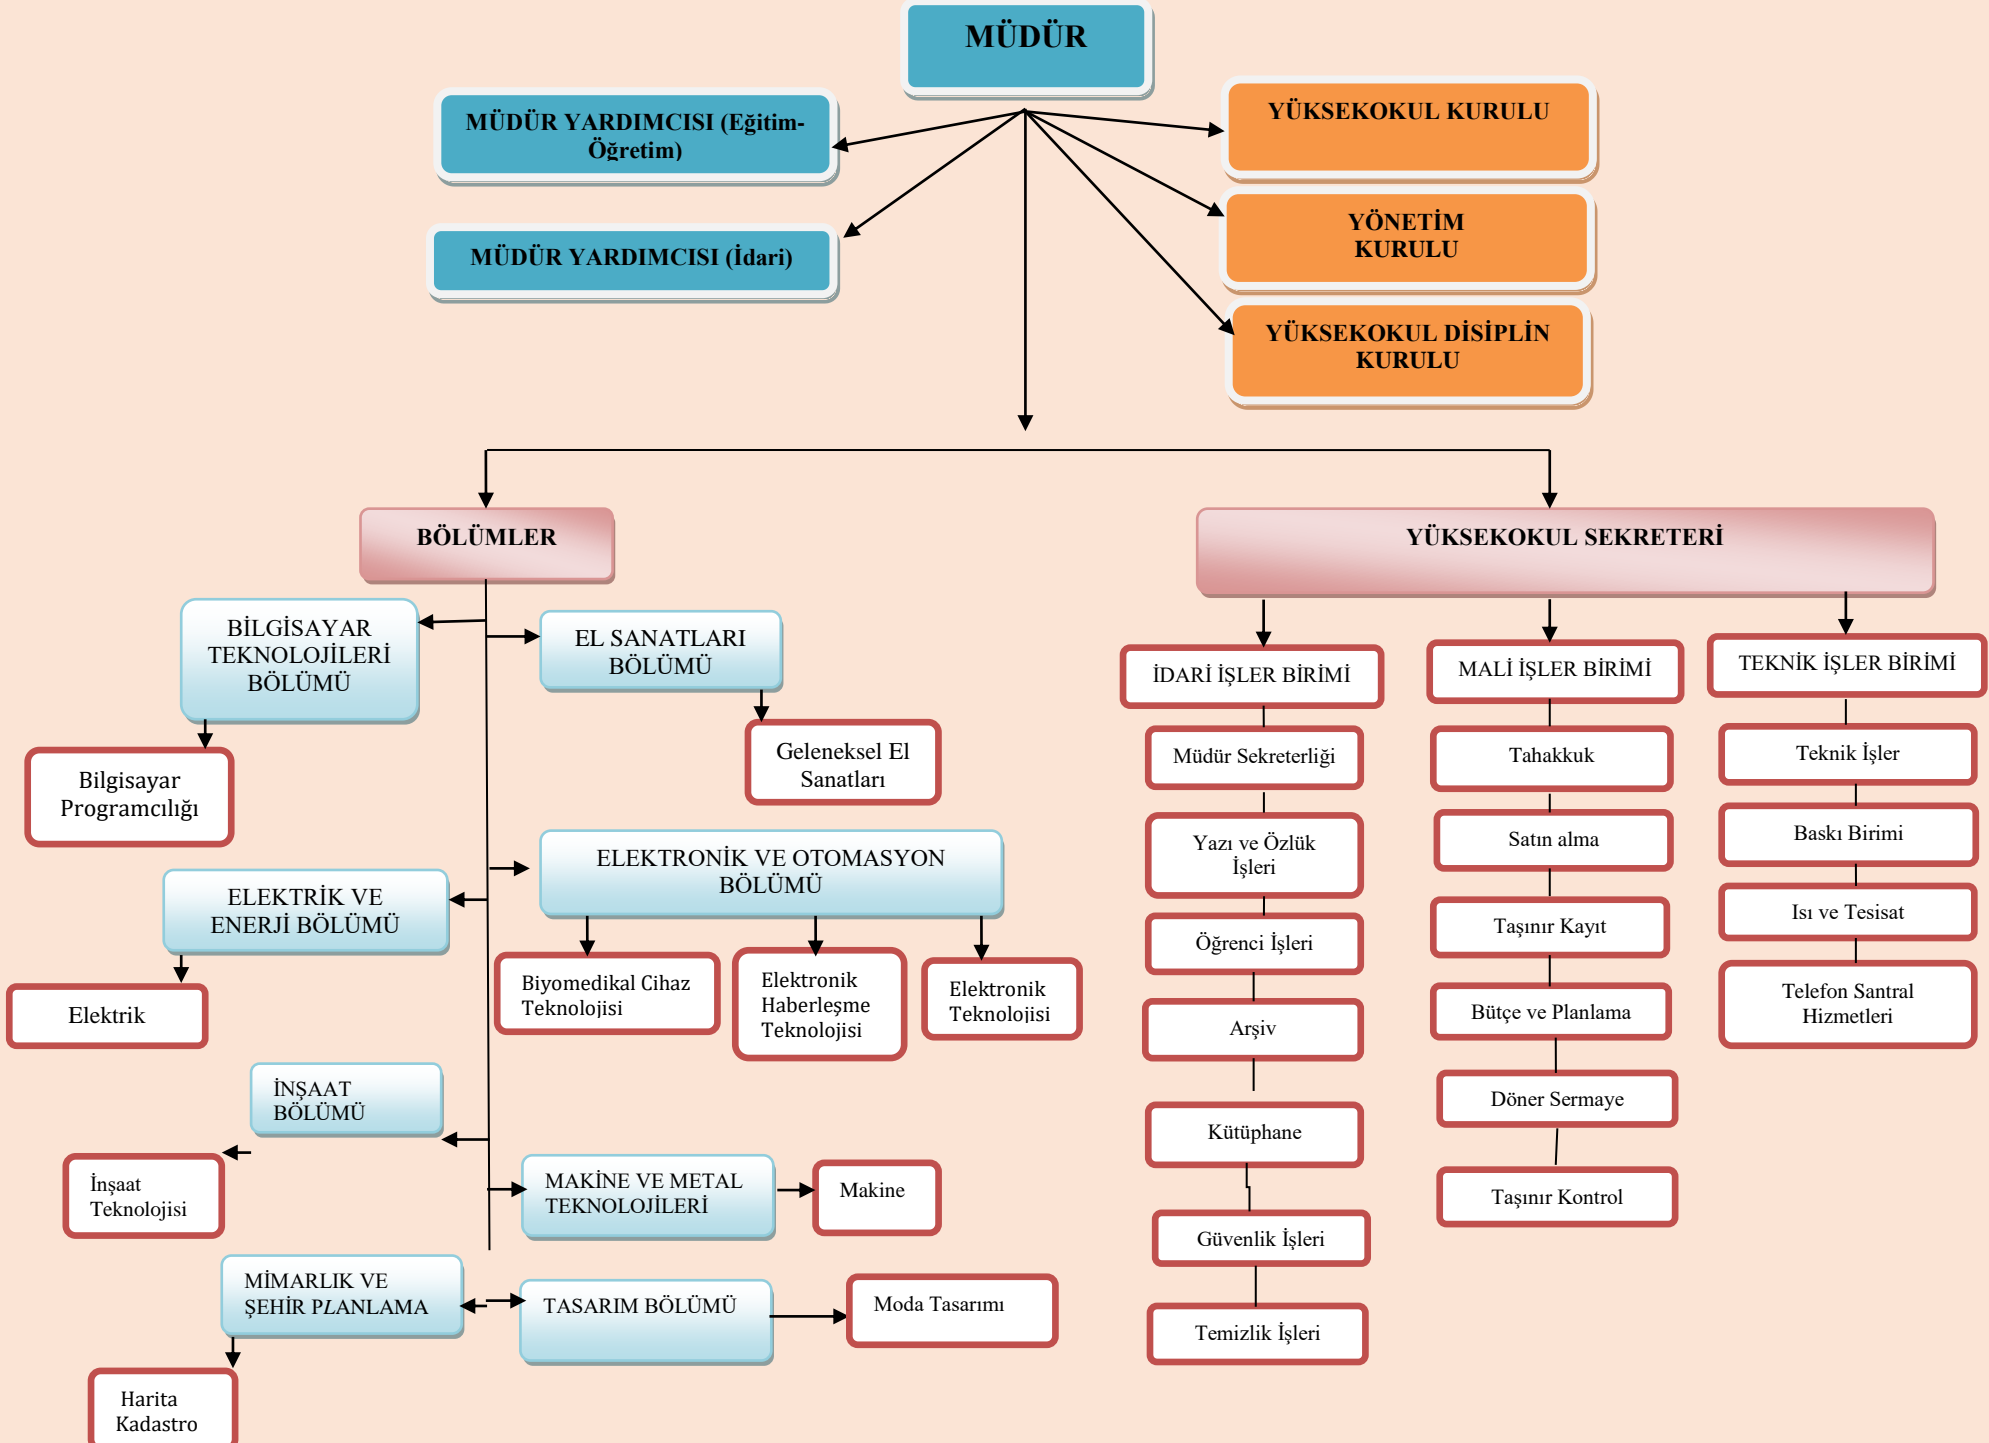 MÜDÜR
MÜDÜR YARDIMCISI (Eğitim-
Öğretim)
MÜDÜR YARDIMCISI (İdari)
YÜKSEKOKUL KURULU
YÖNETİM
KURULU
YÜKSEKOKUL DİSİPLİN
KURULU
BÖLÜMLER
BİLGİSAYAR
TEKNOLOJİLERİ
BÖLÜMÜ
Bilgisayar
Programcılığı
EL SANATLARI
BÖLÜMÜ
Geleneksel El
Sanatları
ELEKTRİK VE
ENERJİ BÖLÜMÜ
Elektrik
ELEKTRONİK VE OTOMASYON
BÖLÜMÜ
Biyomedikal Cihaz
Teknolojisi
Elektronik
Haberleşme
Teknolojisi
Elektronik
Teknolojisi
İNŞAAT
BÖLÜMÜ
İnşaat
Teknolojisi
MAKİNE VE METAL
TEKNOLOJİLERİ
Makine
MİMARLIK VE
ŞEHİR PLANLAMA
Harita
Kadastro
TASARIM BÖLÜMÜ
Moda Tasarımı
YÜKSEKOKUL SEKRETERİ
İDARİ İŞLER BİRİMİ
Müdür Sekreterliği
Yazı ve Özlük
İşleri
Öğrenci İşleri
Arşiv
Kütüphane
Güvenlik İşleri
Temizlik İşleri
MALİ İŞLER BİRİMİ
Tahakkuk
Satın alma
Taşınır Kayıt
Bütçe ve Planlama
Döner Sermaye
Taşınır Kontrol
TEKNİK İŞLER BİRİMİ
Teknik İşler
Baskı Birimi
Isı ve Tesisat
Telefon Santral
Hizmetleri